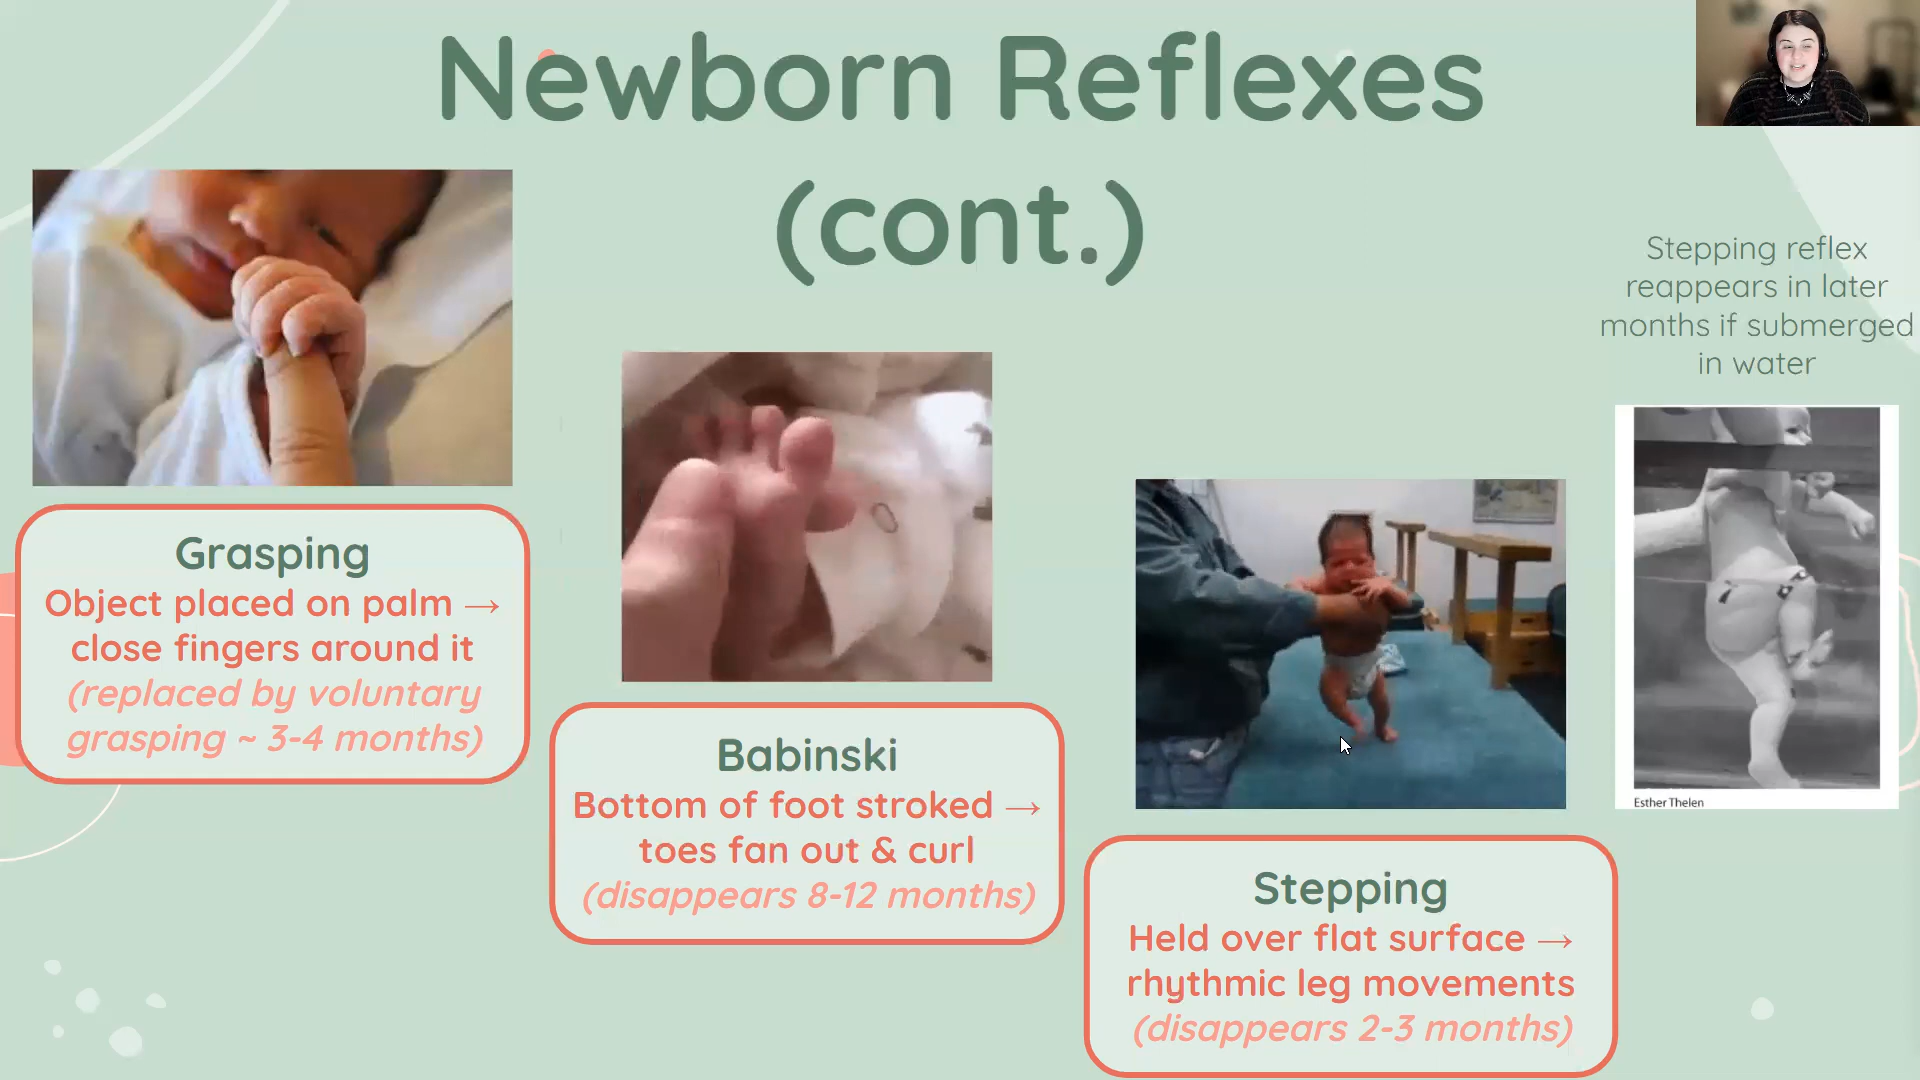 Newborn Reflexes
(cont.)
Stepping reflex
reappears in later
months if submerged
in water
Grasping
Object placed on palm →
close fingers around it
(replaced by voluntary
grasping ~ 3-4 months)
Babinski
Bottom of foot stroked →
toes fan out & curl
(disappears 8-12 months)
Esther Thelen
Stepping
Held over flat surface →
rhythmic leg movements
(disappears 2-3 months)